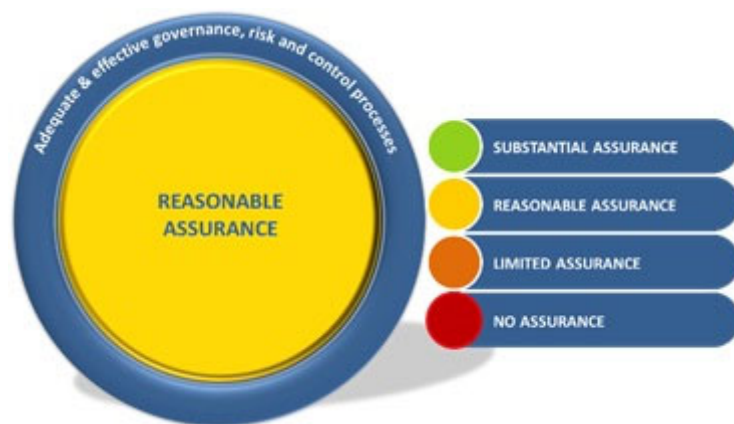 Adequate & effective governance, risk and control processes
REASONABLE
ASSURANCE
SUBSTANTIAL ASSURANCE
REASONABLE ASSURANCE
LIMITED ASSURANCE
NO ASSURANCE